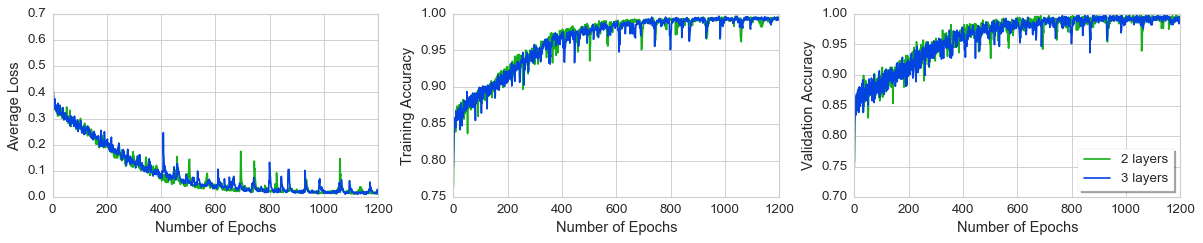 Average Loss
0.7
0.6
0.5
0.4
0.3
0.2
0.1
0.0
0 200 400 600 800 1000 1200
Number of Epochs
Training Accuracy
1.00
0.95
0.90
0.85
0.80
0.75
0 200 400 600 800 1000 1200
Number of Epochs
Validation Accuracy
1.00
0.95
0.90
0.85
0.80
0.75
0.70
2 layers
3 layers
0 200 400 600 800 1000 1200
Number of Epochs